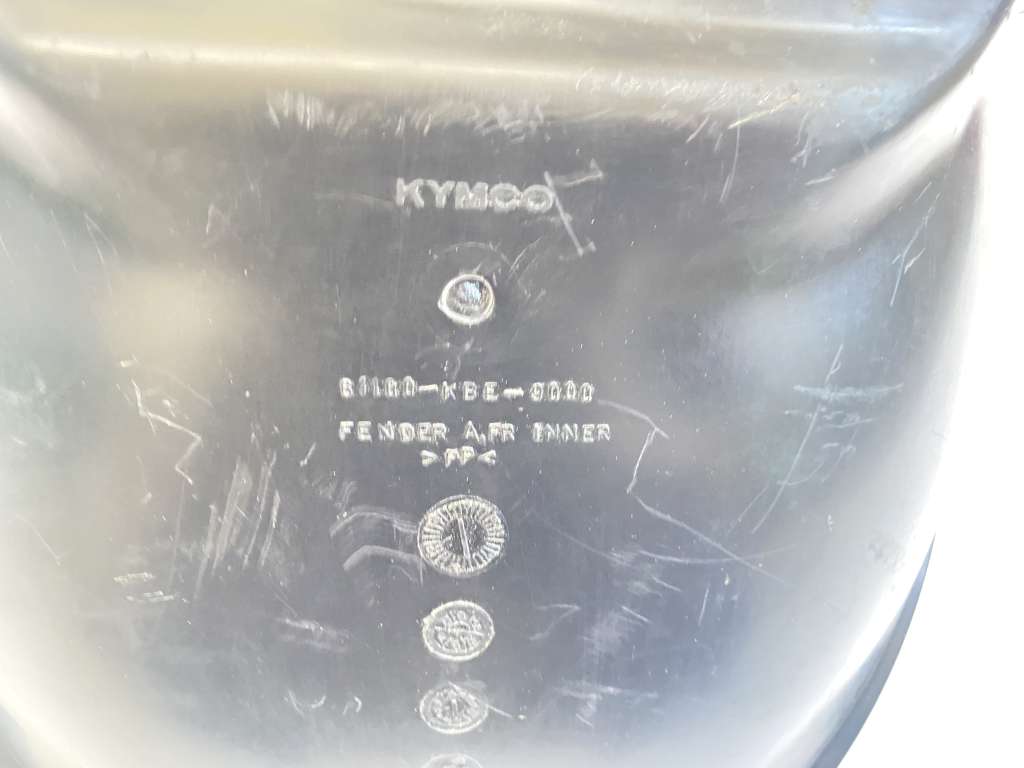 KYMCO
61100-KBE-9000
FENDER A,FR INNER
>PP<